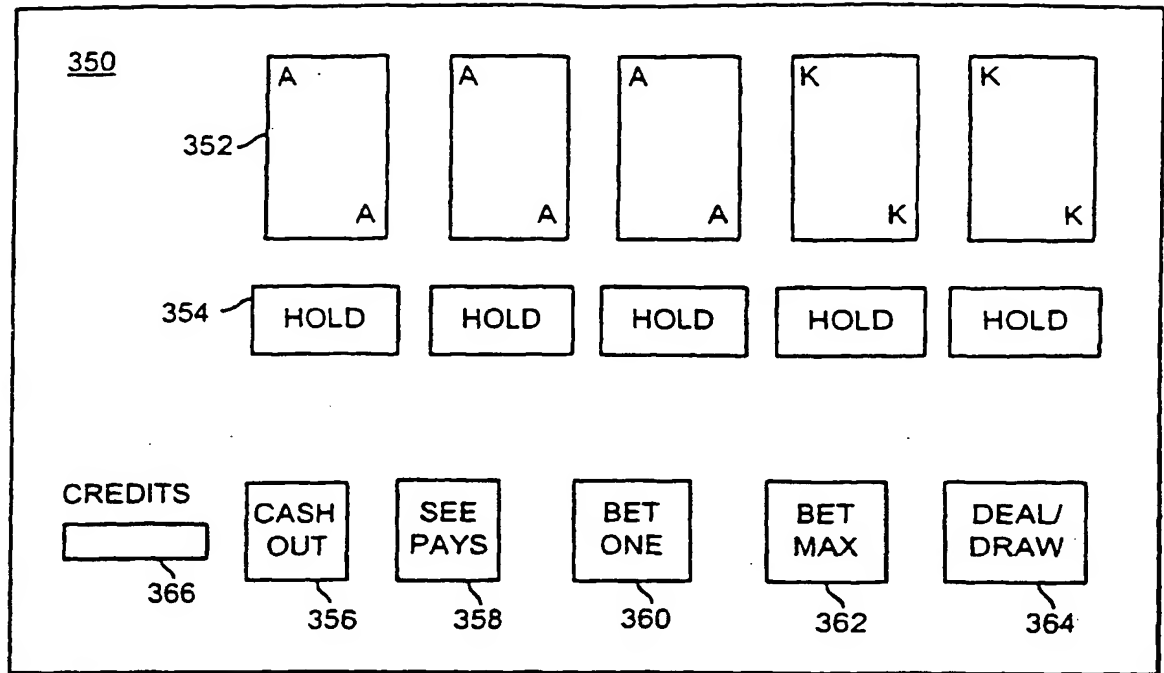 350
A A A K K
352
A A A K K
354 HOLD HOLD HOLD HOLD HOLD
CREDITS
CASH OUT
SEE PAYS
BET ONE
BET MAX
DEAL/ DRAW
366
356 358 360 362 364